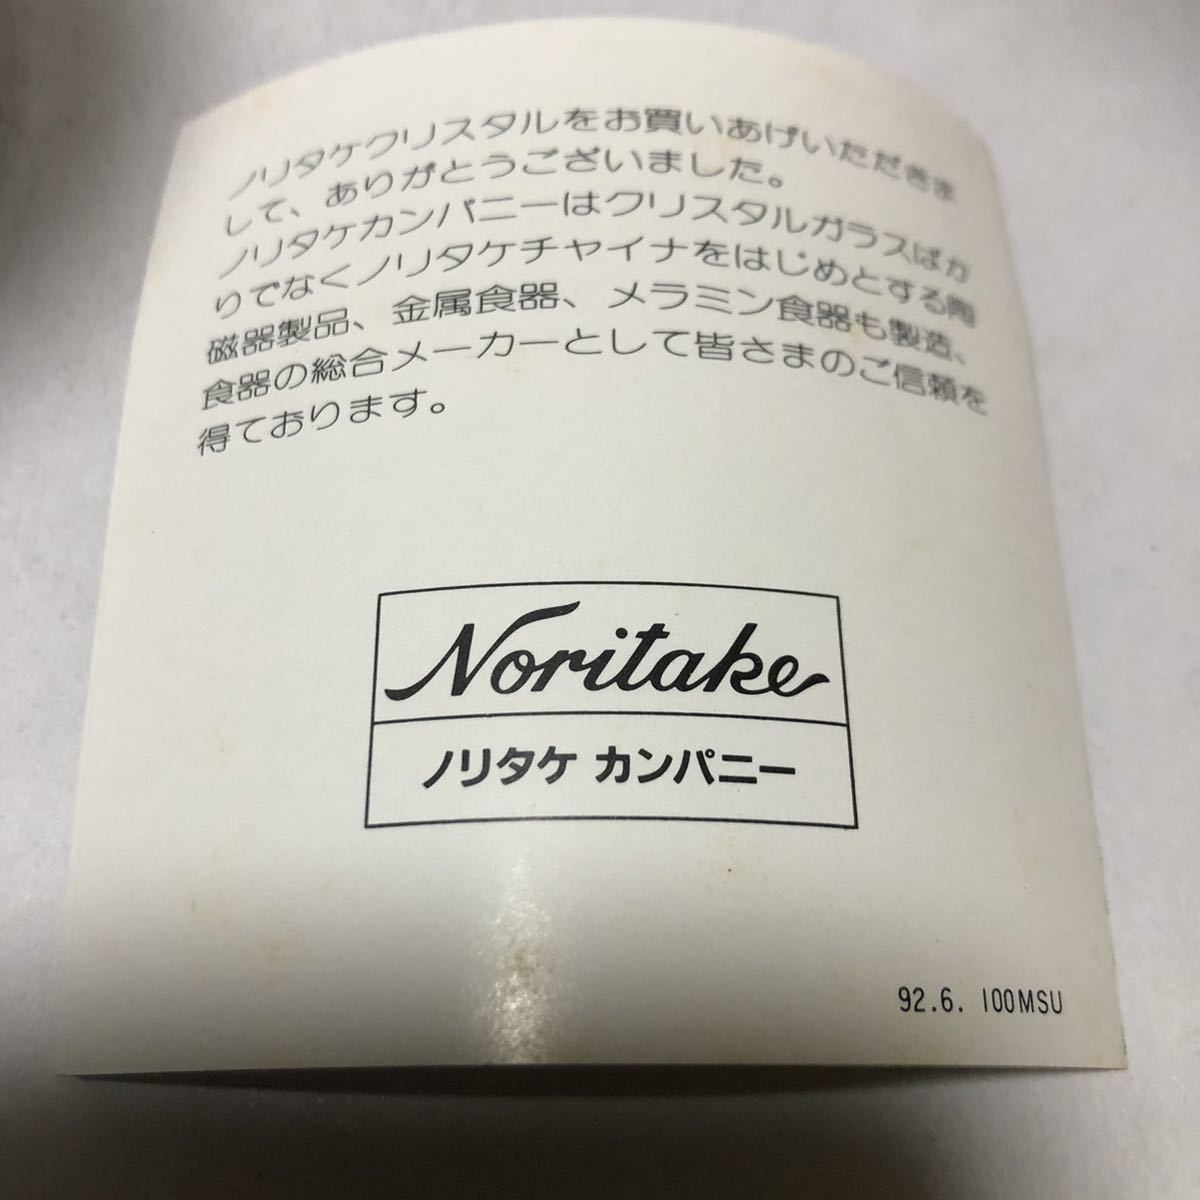 ノリタケクリスタルをお買いあげいただきま
して、ありがとうございました。
ノリタケカンパニーはクリスタルガラスばか
りでなくノリタケチャイナをはじめとする陶
磁器製品、金属食器、メラミン食器も製造、
食器の総合メーカーとして皆さまのご信頼を
得ております。
Noritake
ノリタケ カンパニー
92.6. 100MSU